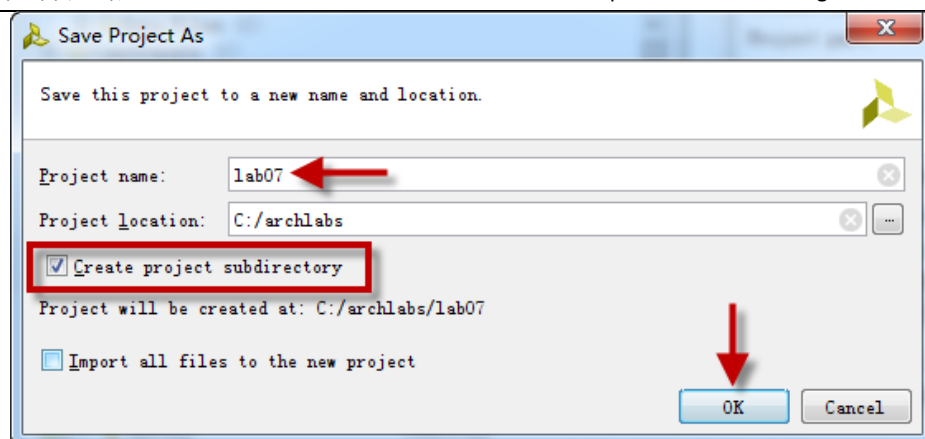 Save Project As
Save this project to a new name and location.
Project name: lab07
Project location: C:/archlabs ...
Create project subdirectory
Project will be created at: C:/archlabs/lab07
Import all files to the new project
OK Cancel